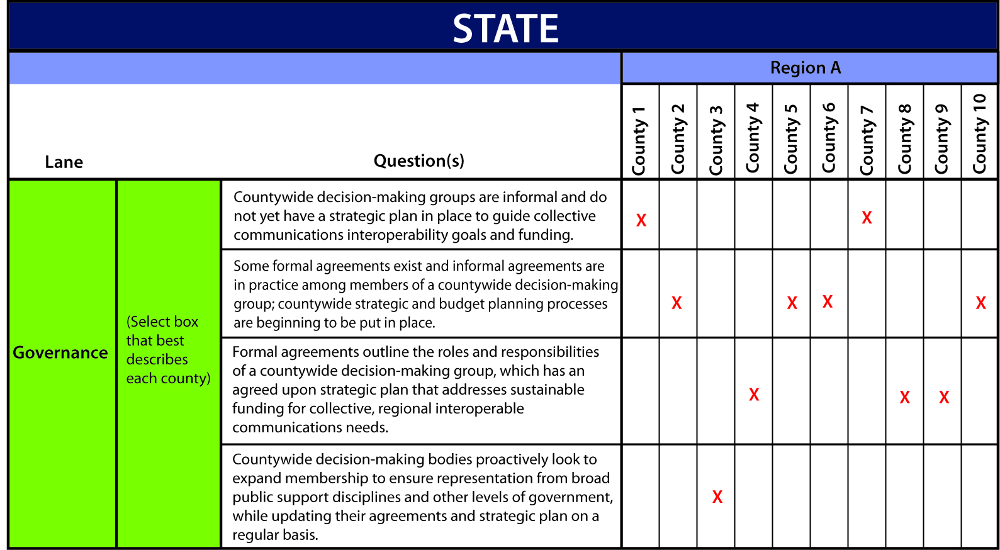 STATE
Region A
Lane
Question(s)
County 1
County 2
County 3
County 4
County 5
County 6
County 7
County 8
County 9
County 10
Governance
(Select box
that best
describes
each county)
Countywide decision-making groups are informal and do
not yet have a strategic plan in place to guide collective
communications interoperability goals and funding.
X
X
Some formal agreements exist and informal agreements are
in practice among members of a countywide decision-making
group; countywide strategic and budget planning processes
are beginning to be put in place.
X
X
X
X
Formal agreements outline the roles and responsibilities
of a countywide decision-making group, which has an
agreed upon strategic plan that addresses sustainable
funding for collective, regional interoperable
communications needs.
X
X
X
Countywide decision-making bodies proactively look to
expand membership to ensure representation from broad
public support disciplines and other levels of government,
while updating their agreements and strategic plan on a
regular basis.
X